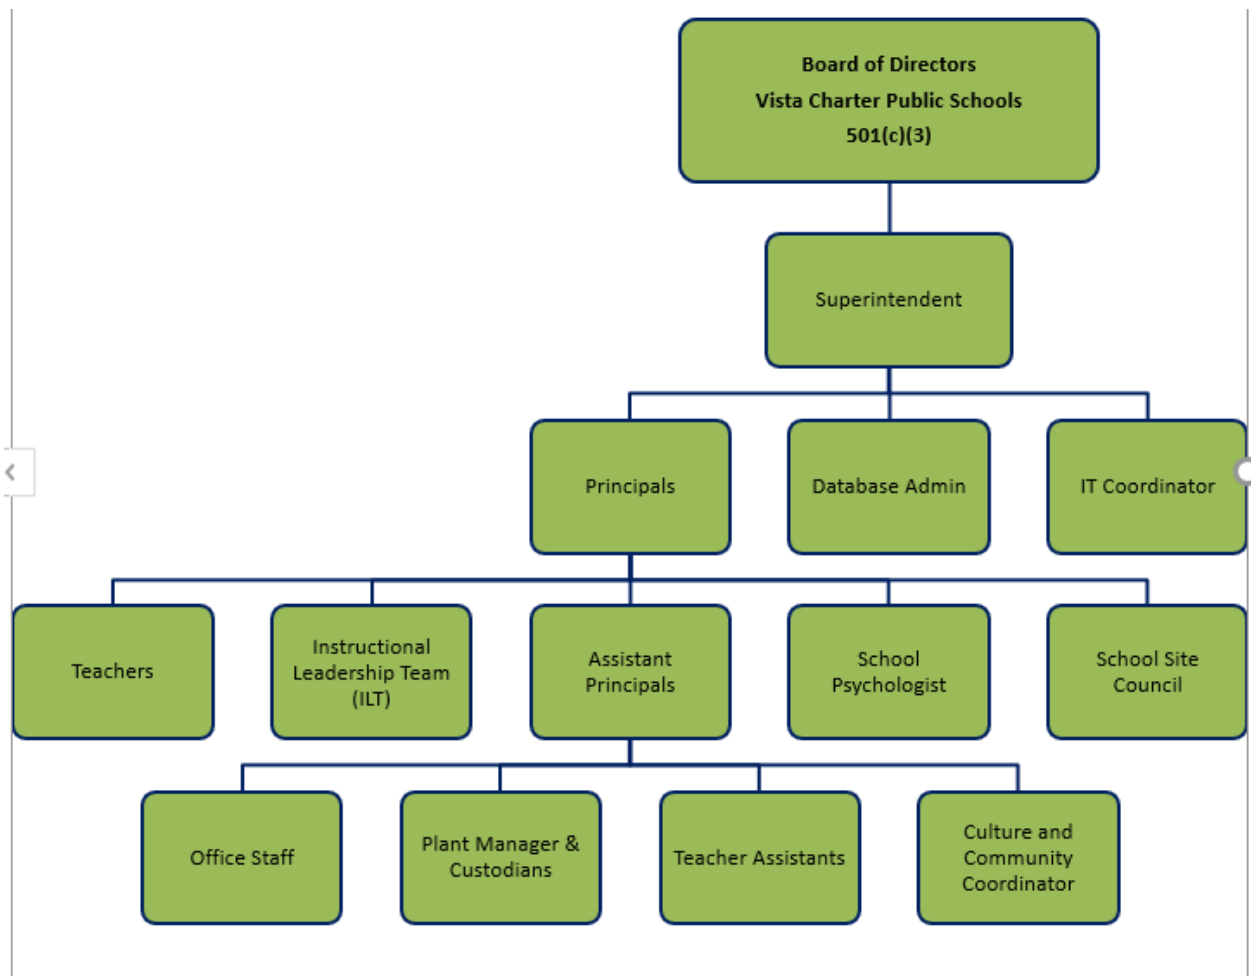 Board of Directors
Vista Charter Public Schools
501(c)(3)
Superintendent
Principals
Database Admin
IT Coordinator
Teachers
Instructional
Leadership Team
(ILT)
Assistant
Principals
School
Psychologist
School Site
Council
Office Staff
Plant Manager &
Custodians
Teacher Assistants
Culture and
Community
Coordinator